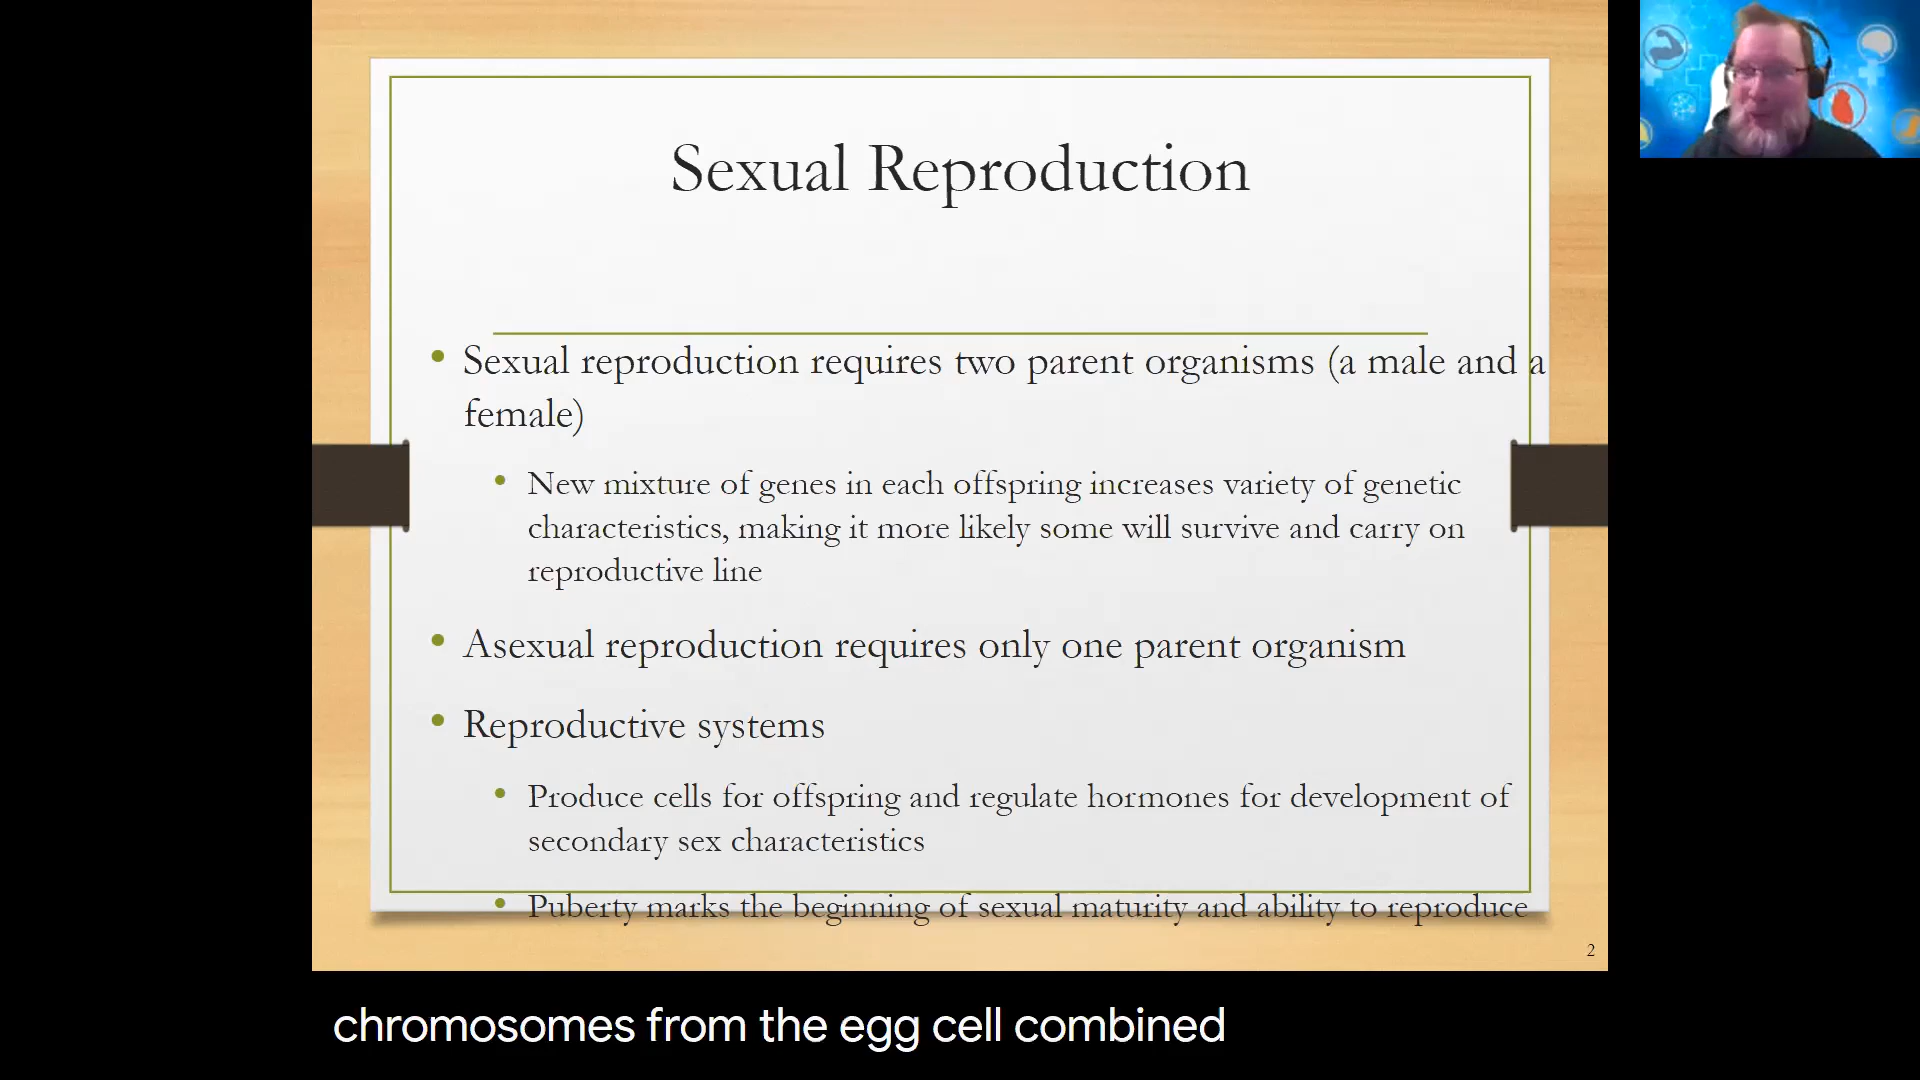 Sexual Reproduction
• Sexual reproduction requires two parent organisms (a male and a
female)
• New mixture of genes in each offspring increases variety of genetic
characteristics, making it more likely some will survive and carry on
reproductive line
• Asexual reproduction requires only one parent organism
• Reproductive systems
• Produce cells for offspring and regulate hormones for development of
secondary sex characteristics
• Puberty marks the beginning of sexual maturity and ability to reproduce
2
chromosomes from the egg cell combined